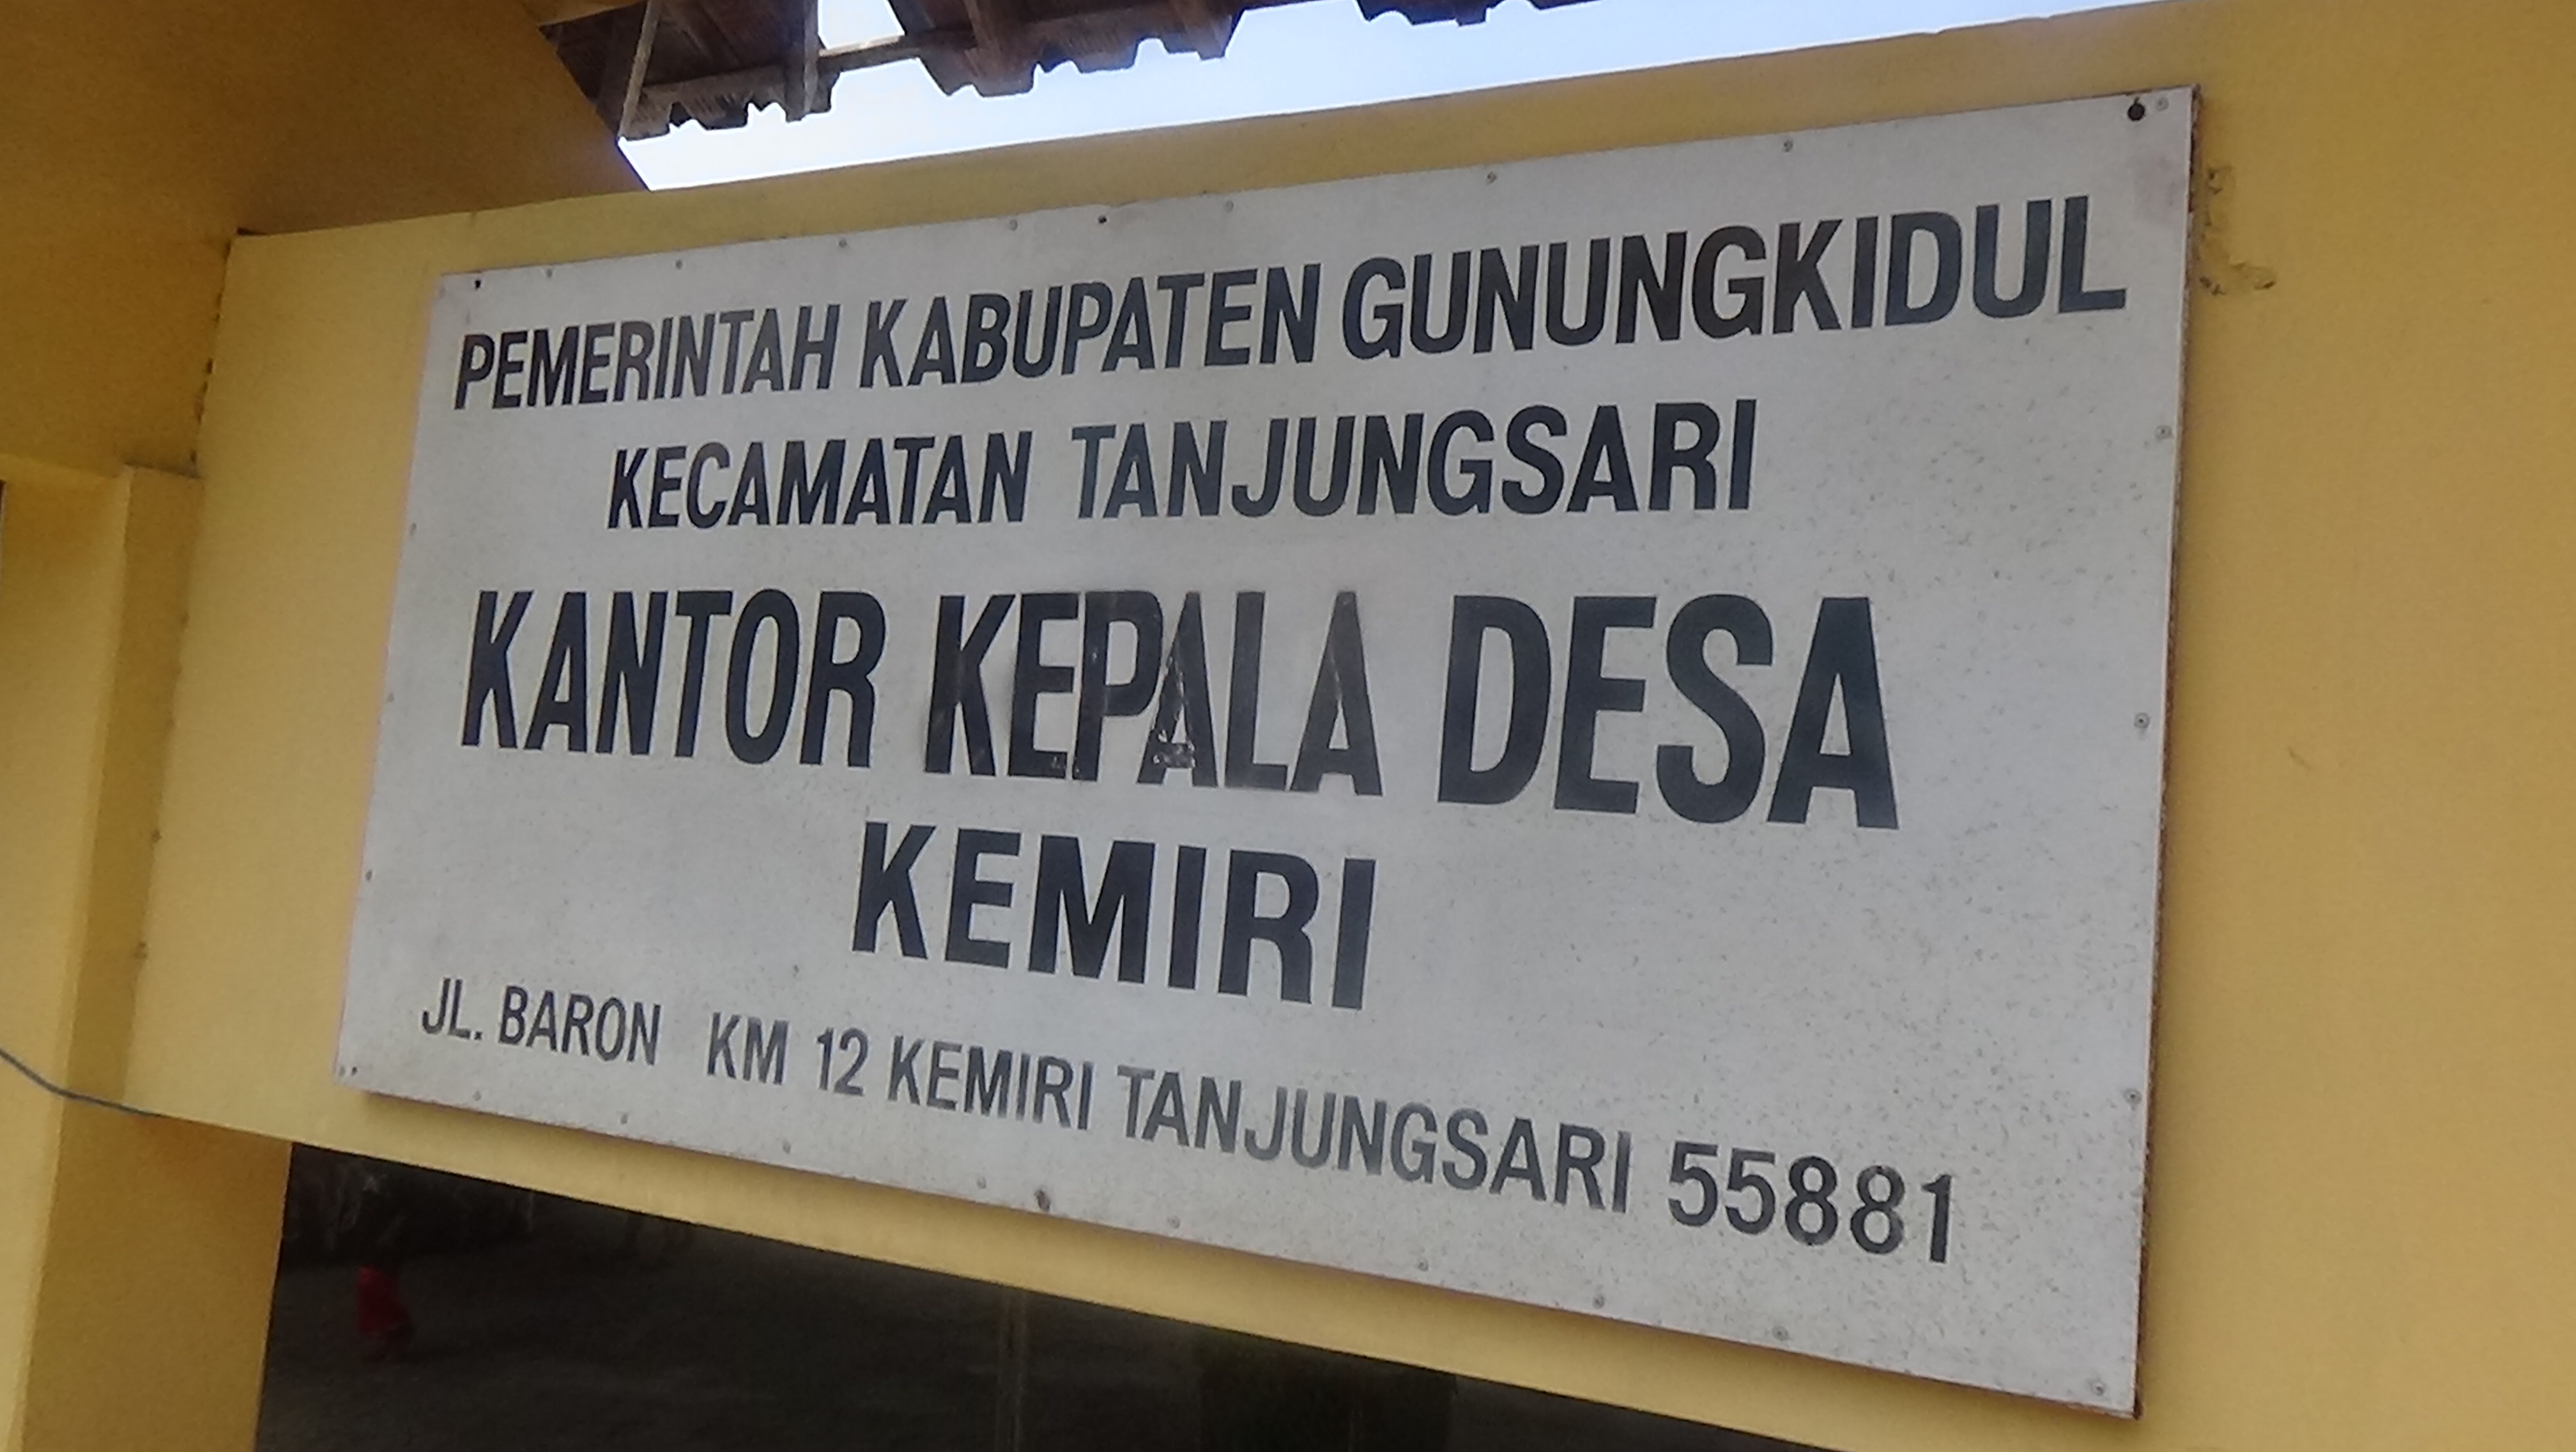 PEMERINTAH KABUPATEN GUNUNGKIDUL
KECAMATAN TANJUNGSARI
KANTOR KEPALA DESA
KEMIRI
JL. BARON KM 12 KEMIRI TANJUNGSARI 55881